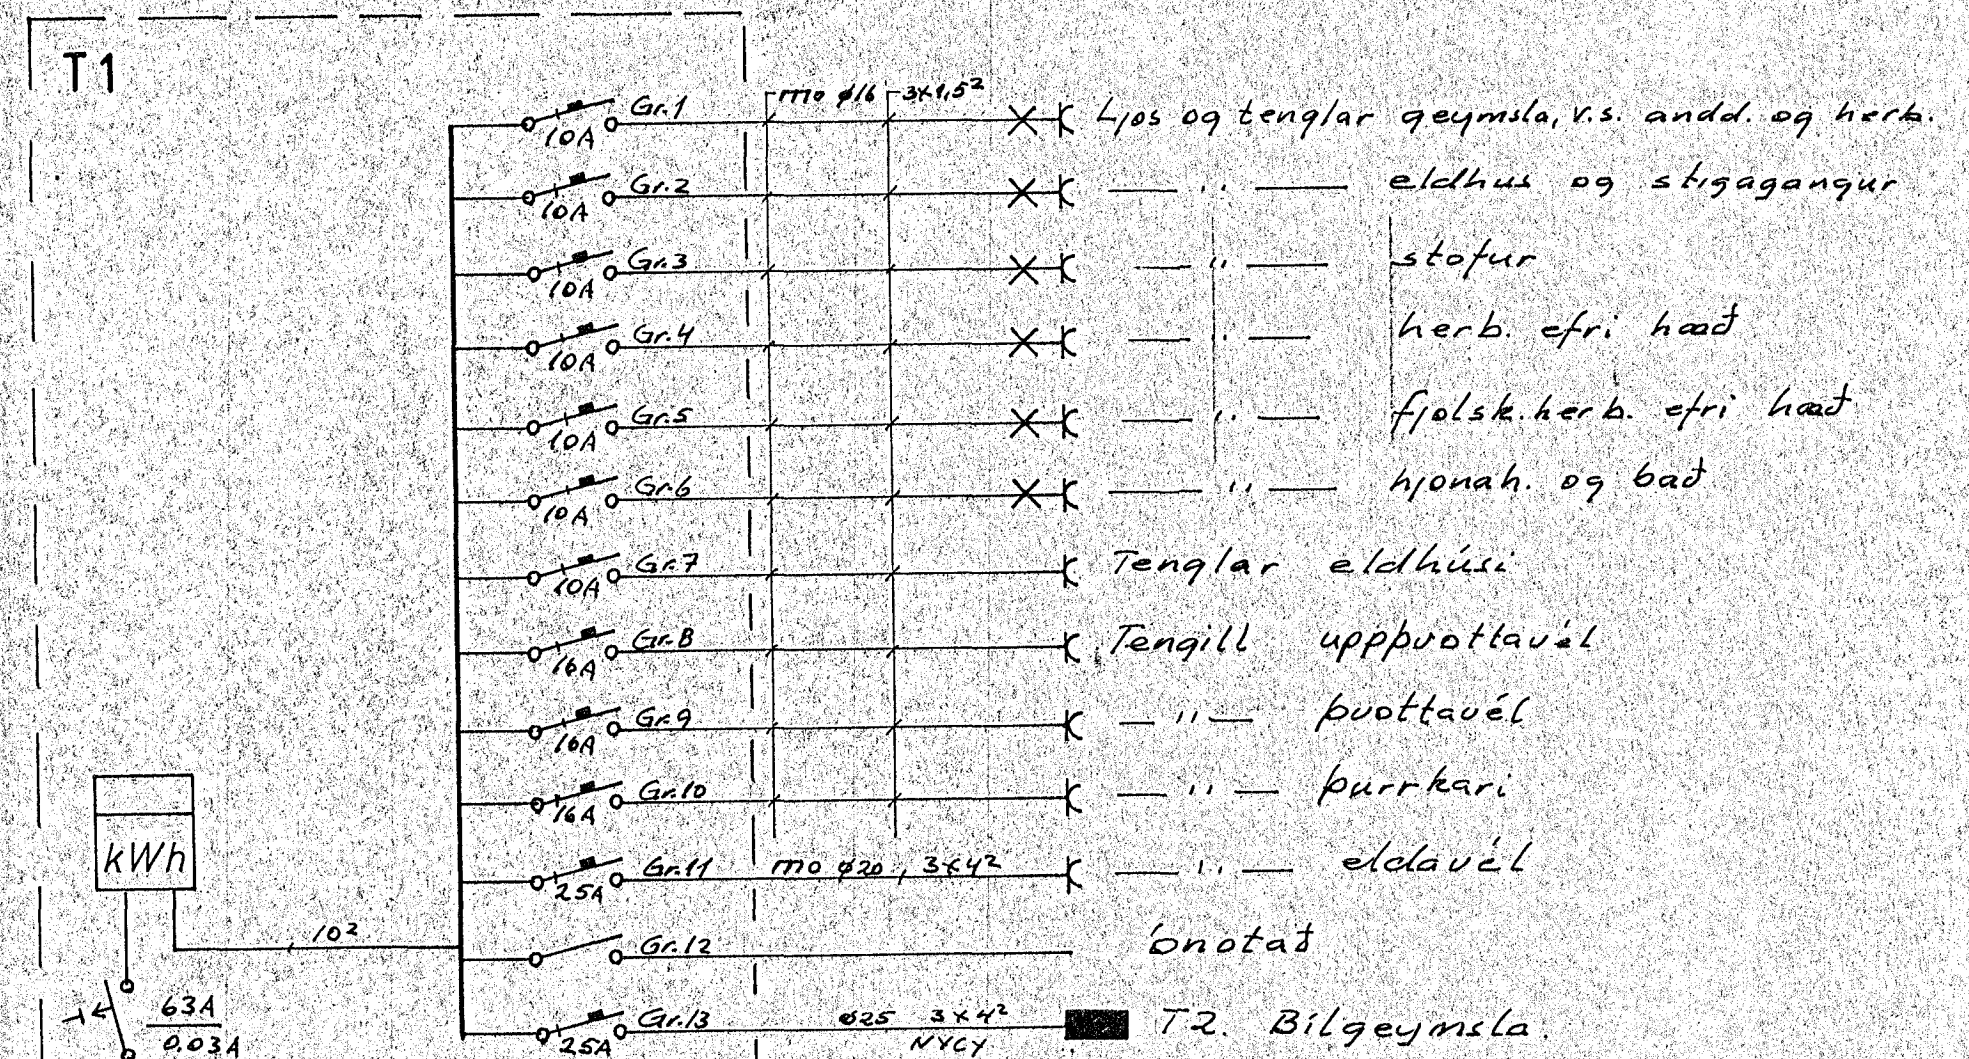 T1
mo ø16 3x1,5²
Gr.1 10A Ljos og tenglar geymsla, v.s. andd. og herb.
Gr.2 10A — " — eldhus og stigagangur
Gr.3 10A — " — stofur
Gr.4 10A — " — herb. efri hæð
Gr.5 10A — " — fjolsk.herb. efri hæð
Gr.6 10A — " — hjonah. og bað
Gr.7 10A Tenglar eldhúsi
Gr.8 16A Tengill uppþvottavél
Gr.9 16A — " — þvottavél
Gr.10 16A — " — þurrkari
kWh
Gr.11 25A mo ø20, 3x4² — " — eldavél
10²
Gr.12 ónotað
63A
0.03A
Gr.13 25A ø25 3x4² T2. Bílgeymsla.
NYCY